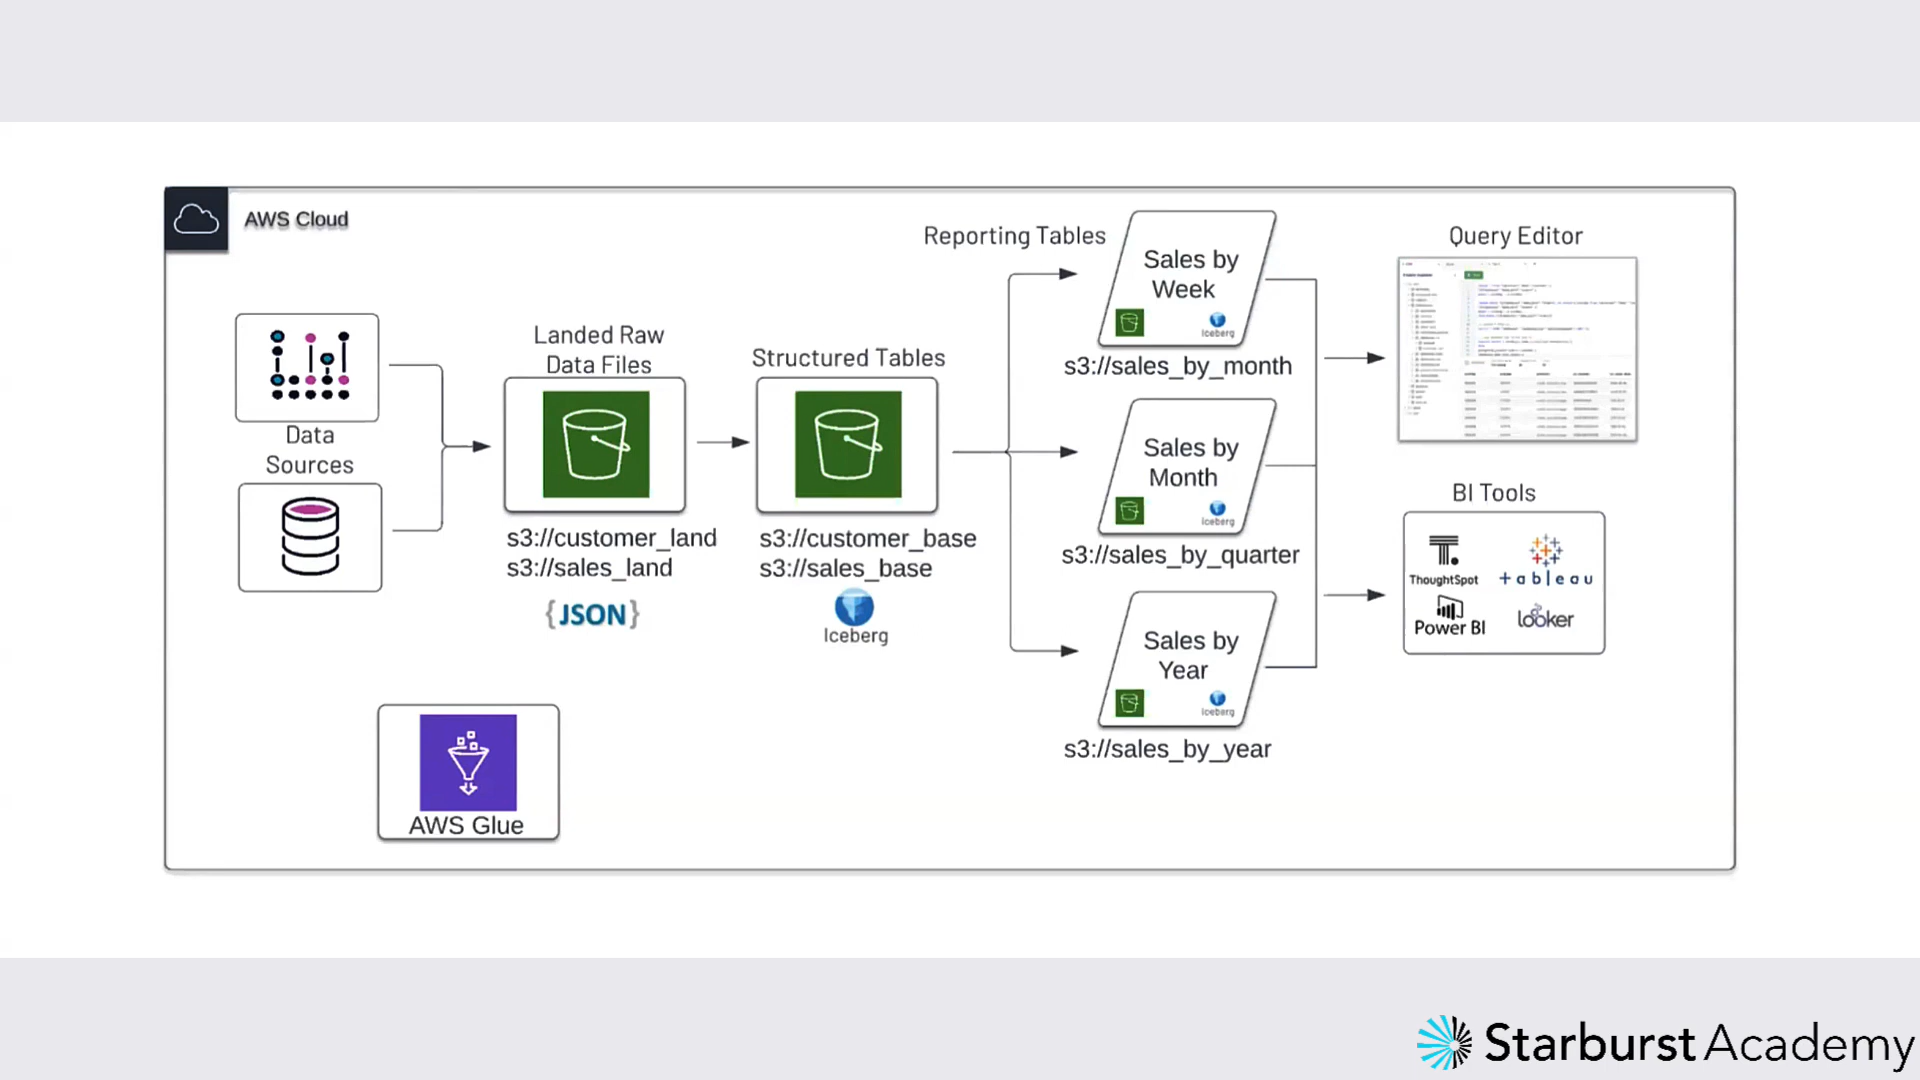 AWS Cloud
Data
Sources
Landed Raw
Data Files
s3://customer_land
s3://sales_land
{JSON}
Structured Tables
s3://customer_base
s3://sales_base
Iceberg
AWS Glue
Reporting Tables
Sales by
Week
Iceberg
s3://sales_by_month
Sales by
Month
Iceberg
s3://sales_by_quarter
Sales by
Year
Iceberg
s3://sales_by_year
Query Editor
BI Tools
ThoughtSpot
+ a b l e a u
Power BI
looker
Starburst Academy